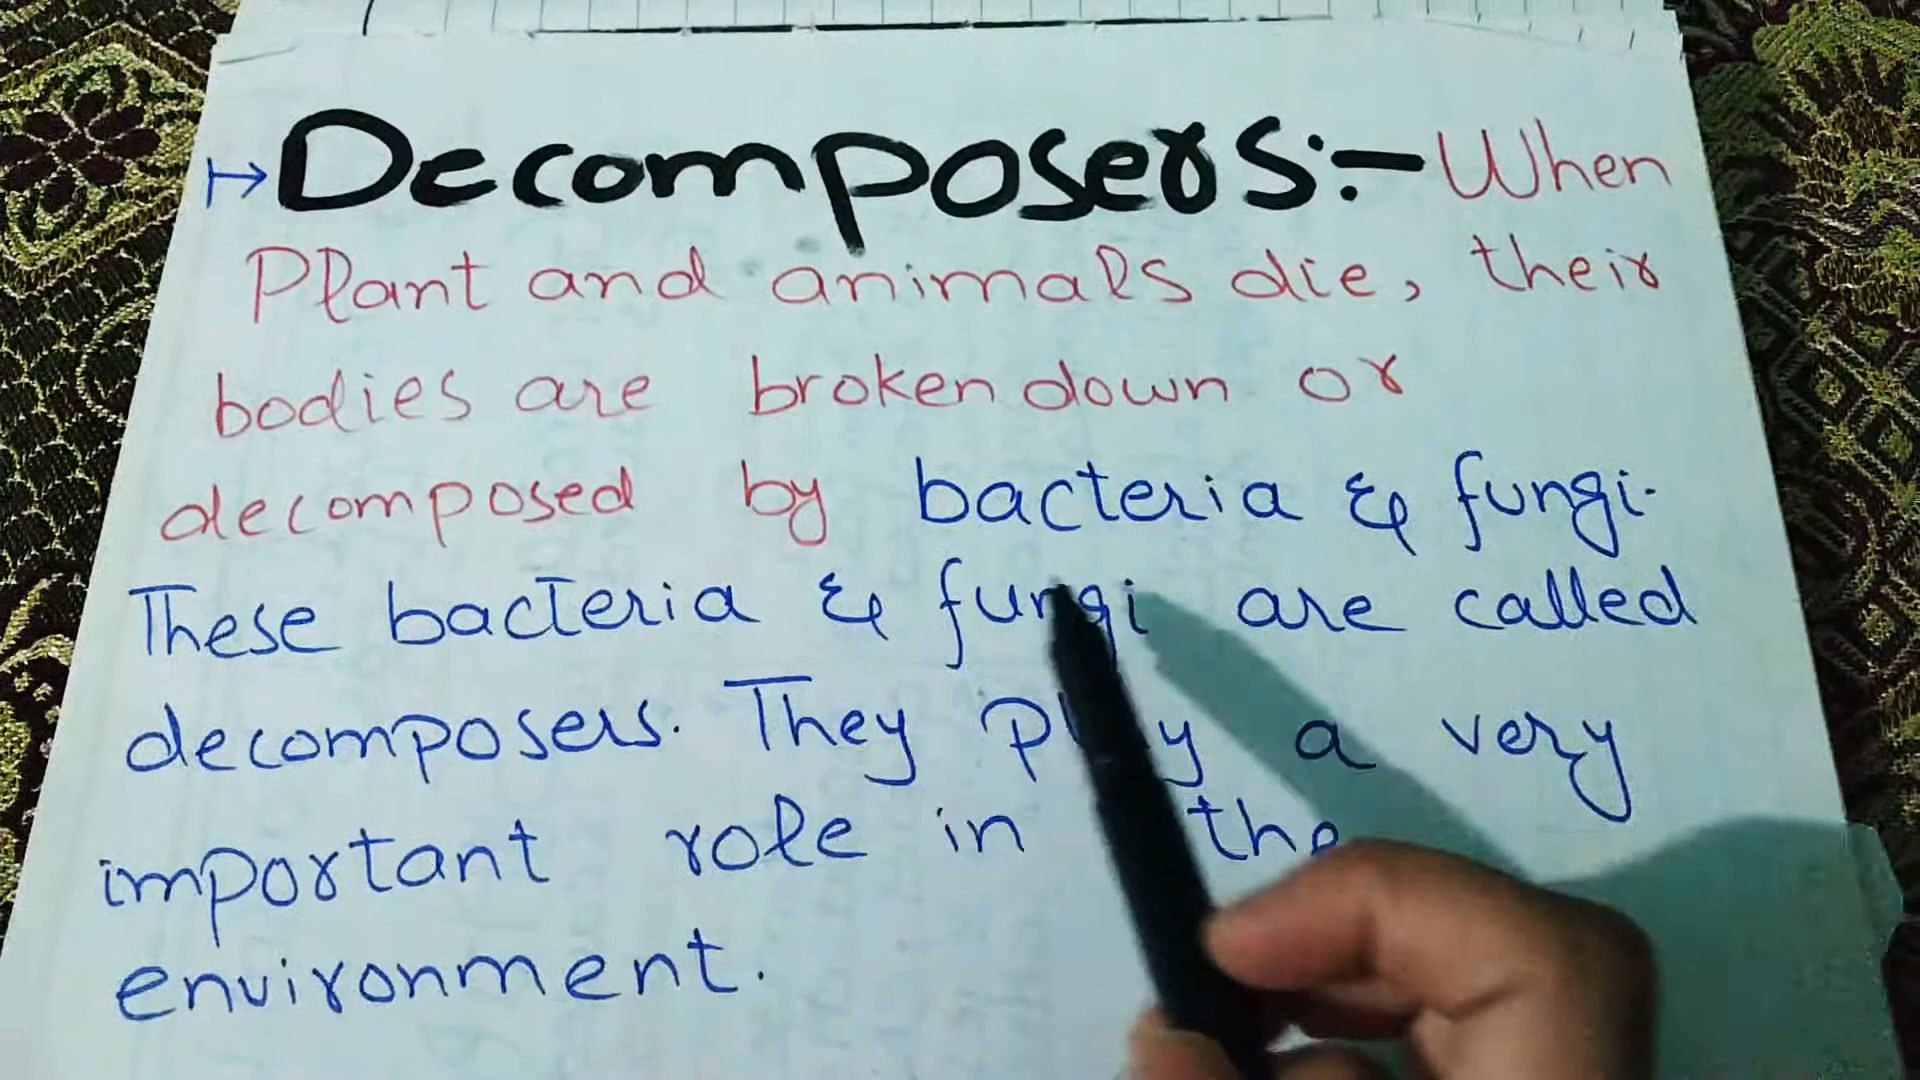 ↦ Decomposers:- When
Plant and animals die, their
bodies are broken down or
decomposed by bacteria & fungi.
These bacteria & fungi are called
decomposers. They play a very
important role in the
environment.